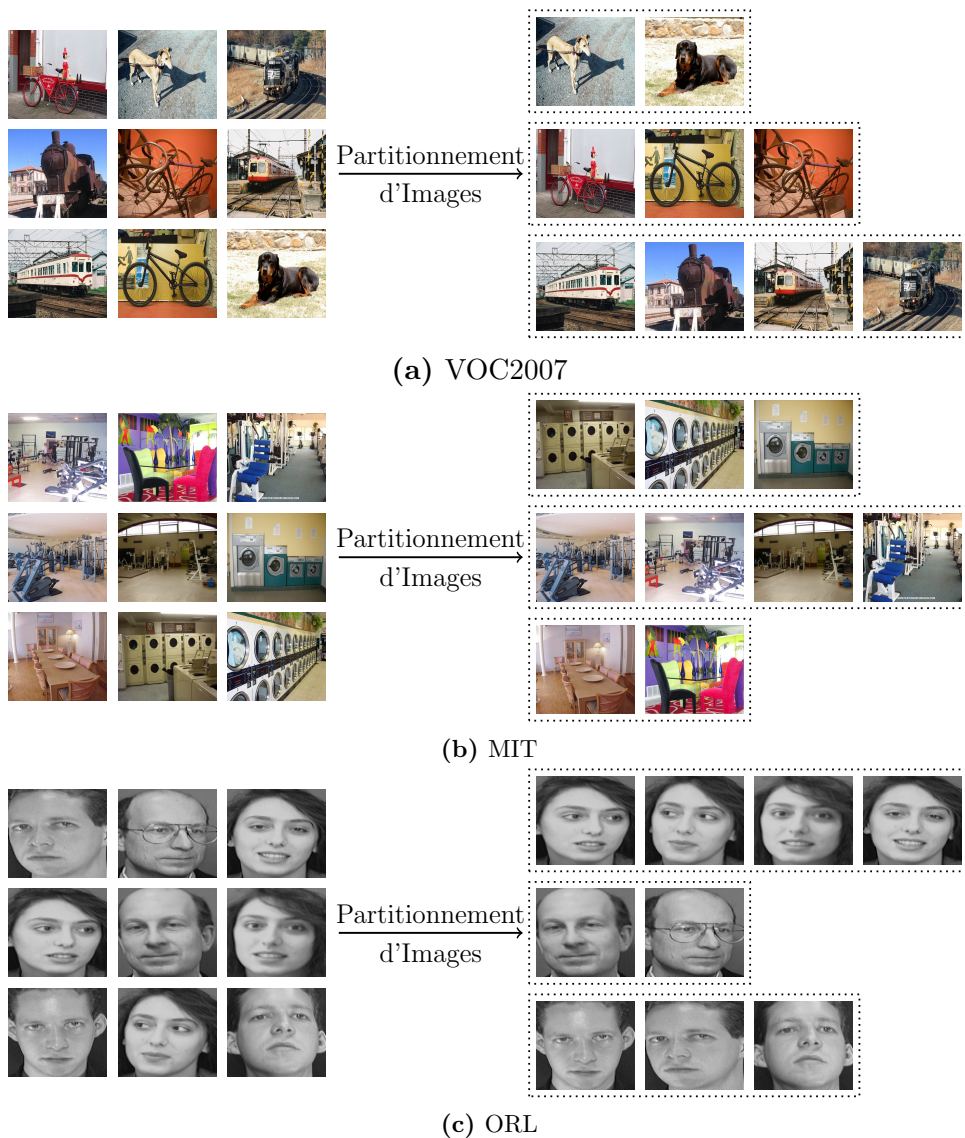 Partitionnement
d'Images
(a) VOC2007
Partitionnement
d'Images
(b) MIT
Partitionnement
d'Images
(c) ORL